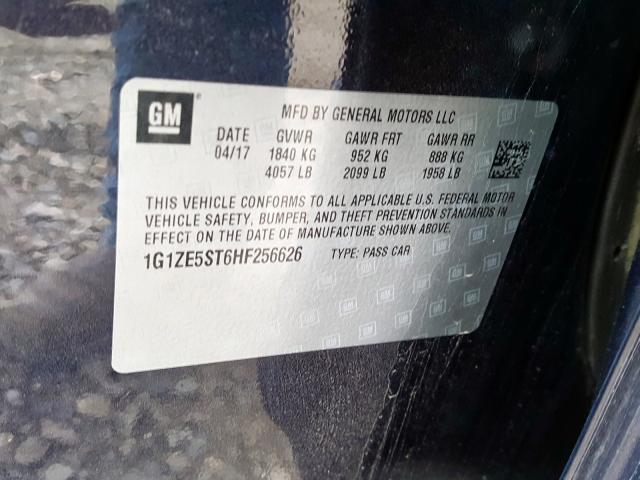 GM
MFD BY GENERAL MOTORS LLC
DATE GVWR GAWR FRT GAWR RR
04/17 1840 KG 952 KG 888 KG
4057 LB 2099 LB 1958 LB
THIS VEHICLE CONFORMS TO ALL APPLICABLE U.S. FEDERAL MOTOR
VEHICLE SAFETY, BUMPER, AND THEFT PREVENTION STANDARDS IN
EFFECT ON THE DATE OF MANUFACTURE SHOWN ABOVE.
1G1ZE5ST6HF256626 TYPE: PASS CAR